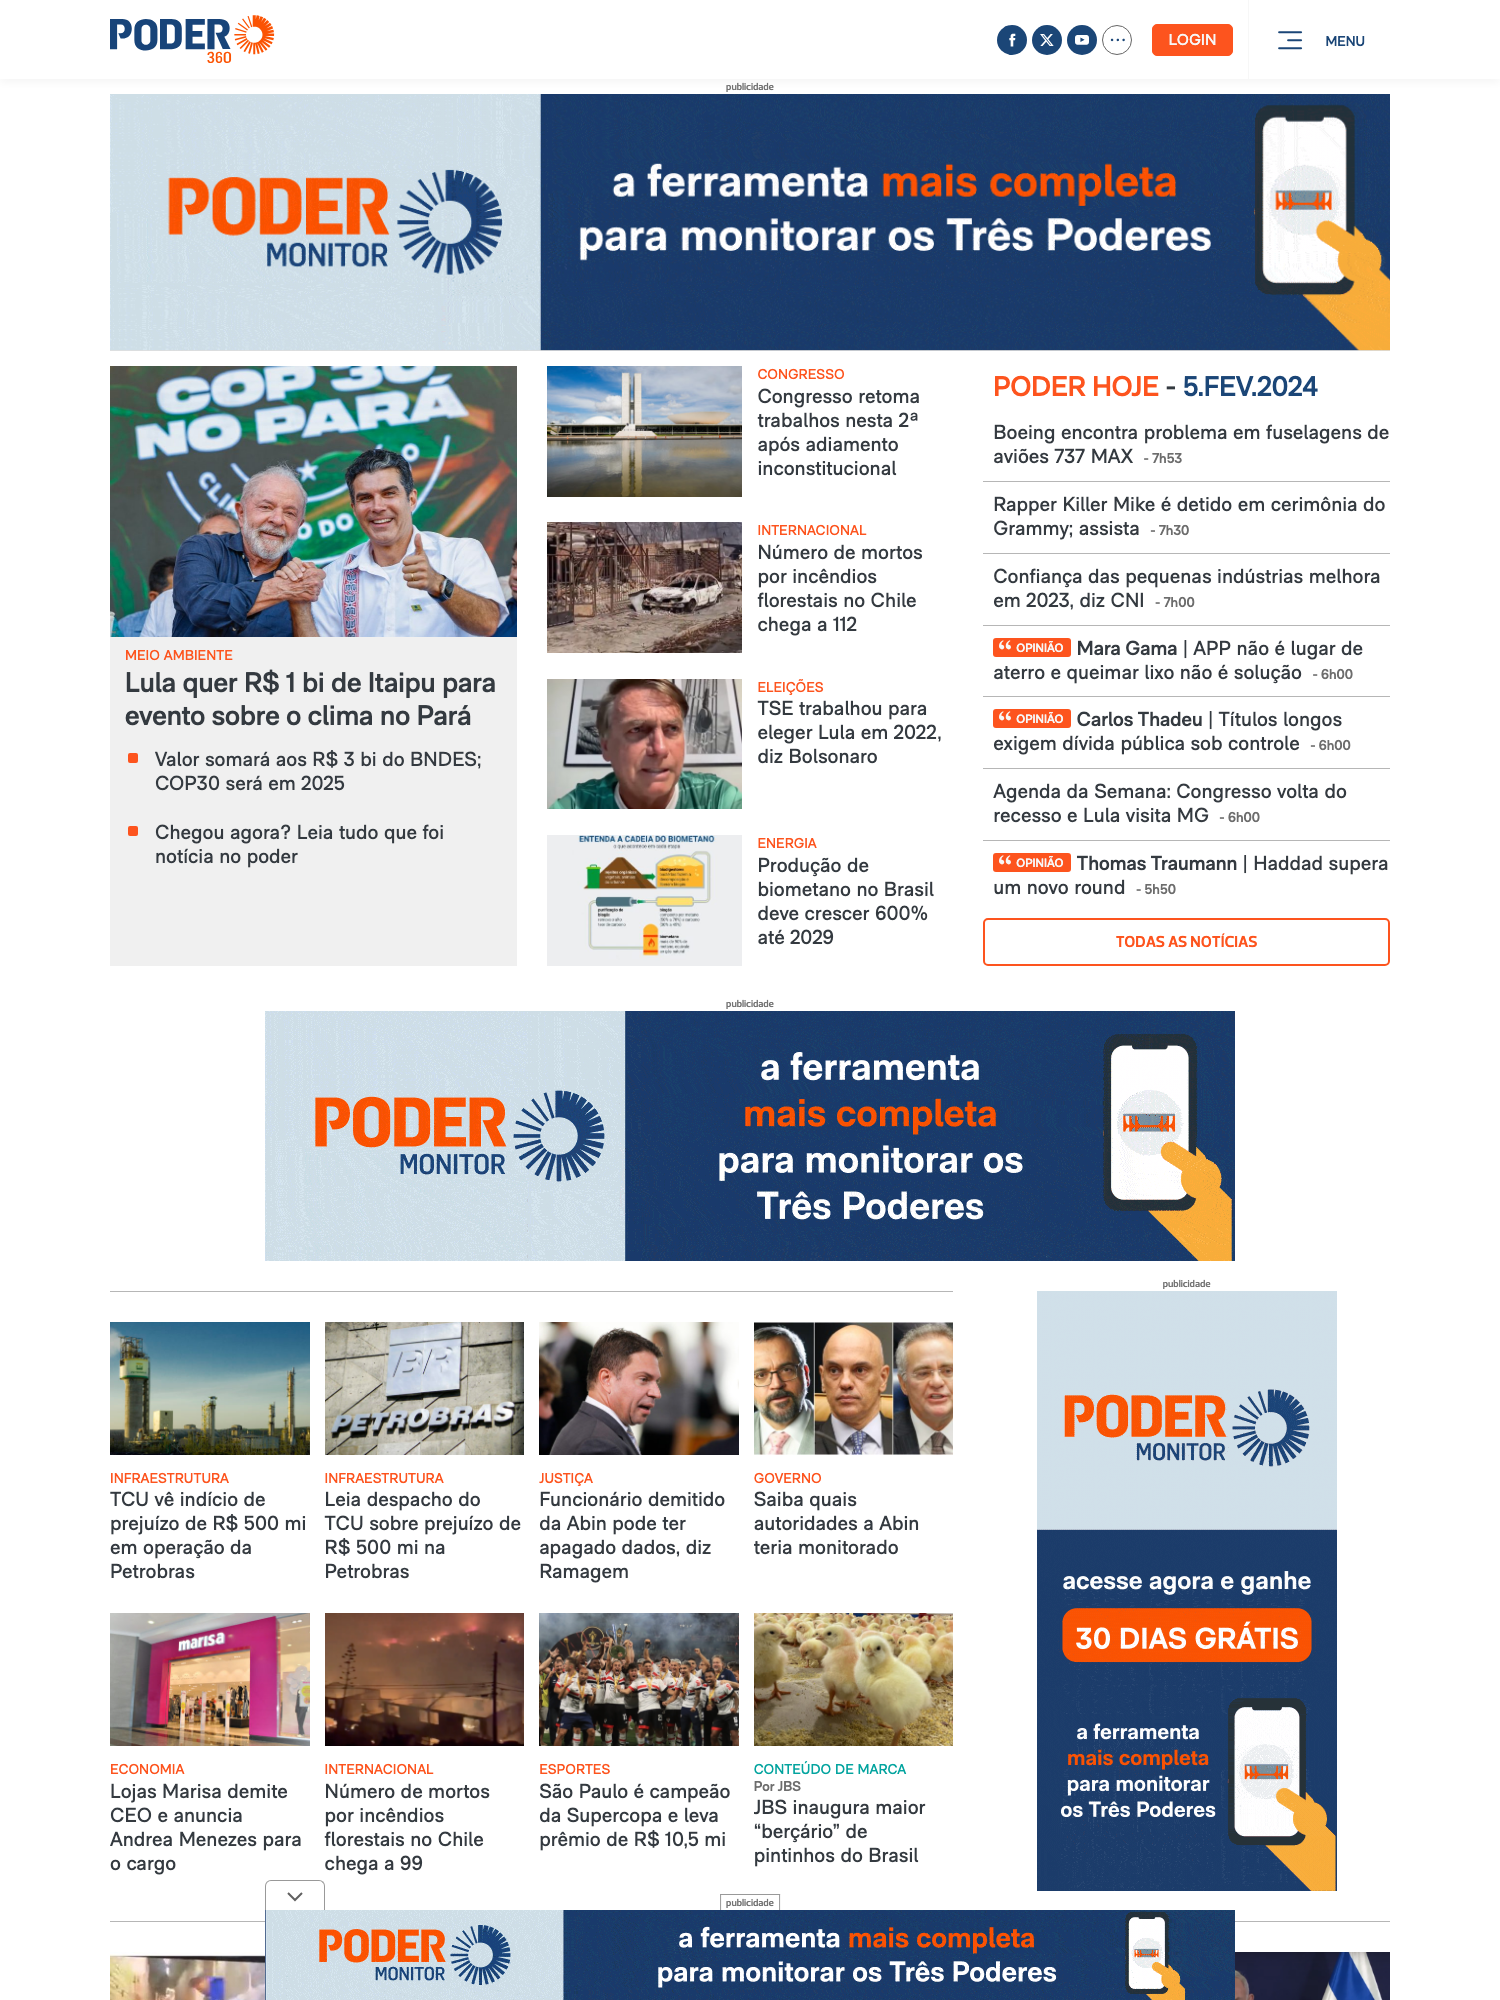 PODER
360
LOGIN
MENU
publicidade
PODER
MONITOR
a ferramenta mais completa
para monitorar os Três Poderes
COP 30
NO PARÁ
MEIO AMBIENTE
Lula quer R$ 1 bi de Itaipu para
evento sobre o clima no Pará
Valor somará aos R$ 3 bi do BNDES;
COP30 será em 2025
Chegou agora? Leia tudo que foi
notícia no poder
CONGRESSO
Congresso retoma
trabalhos nesta 2ª
após adiamento
inconstitucional
INTERNACIONAL
Número de mortos
por incêndios
florestais no Chile
chega a 112
ELEIÇÕES
TSE trabalhou para
eleger Lula em 2022,
diz Bolsonaro
ENTENDA A CADEIA DO BIOMETANO
ENERGIA
Produção de
biometano no Brasil
deve crescer 600%
até 2029
PODER HOJE - 5.FEV.2024
Boeing encontra problema em fuselagens de
aviões 737 MAX - 7h53
Rapper Killer Mike é detido em cerimônia do
Grammy; assista - 7h30
Confiança das pequenas indústrias melhora
em 2023, diz CNI - 7h00
“ OPINIÃO Mara Gama | APP não é lugar de
aterro e queimar lixo não é solução - 6h00
“ OPINIÃO Carlos Thadeu | Títulos longos
exigem dívida pública sob controle - 6h00
Agenda da Semana: Congresso volta do
recesso e Lula visita MG - 6h00
“ OPINIÃO Thomas Traumann | Haddad supera
um novo round - 5h50
TODAS AS NOTÍCIAS
publicidade
PODER
MONITOR
a ferramenta
mais completa
para monitorar os
Três Poderes
BR
PETROBRAS
INFRAESTRUTURA
TCU vê indício de
prejuízo de R$ 500 mi
em operação da
Petrobras
INFRAESTRUTURA
Leia despacho do
TCU sobre prejuízo de
R$ 500 mi na
Petrobras
JUSTIÇA
Funcionário demitido
da Abin pode ter
apagado dados, diz
Ramagem
GOVERNO
Saiba quais
autoridades a Abin
teria monitorado
marisa
ECONOMIA
Lojas Marisa demite
CEO e anuncia
Andrea Menezes para
o cargo
INTERNACIONAL
Número de mortos
por incêndios
florestais no Chile
chega a 99
ESPORTES
São Paulo é campeão
da Supercopa e leva
prêmio de R$ 10,5 mi
CONTEÚDO DE MARCA
Por JBS
JBS inaugura maior
“berçário” de
pintinhos do Brasil
publicidade
PODER
MONITOR
acesse agora e ganhe
30 DIAS GRÁTIS
a ferramenta
mais completa
para monitorar
os Três Poderes
publicidade
PODER
MONITOR
a ferramenta mais completa
para monitorar os Três Poderes